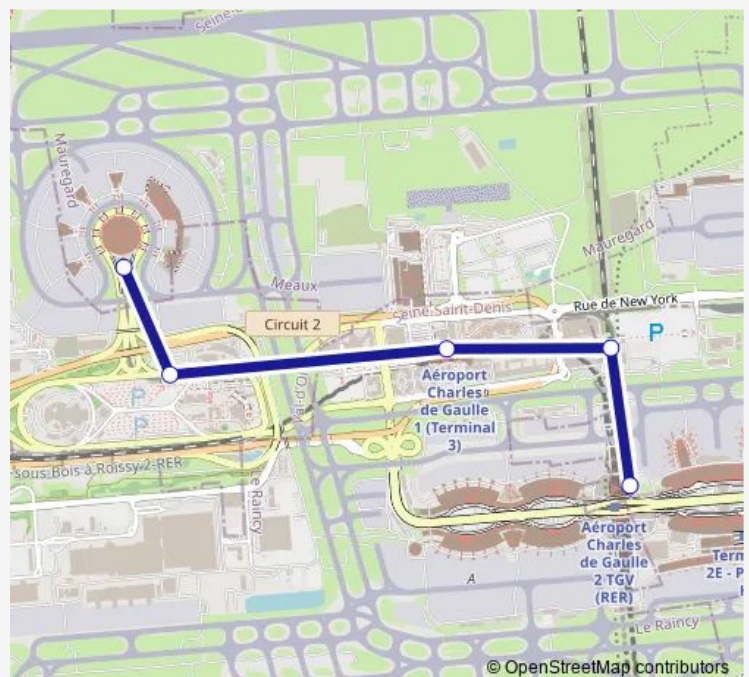 Seine-
Mauregard
Mauregard
Meaux
Seine Saint-Denis
Rue de New York
Circuit 2
P
P
P
Aéroport
Charles
de Gaulle
1 (Terminal
3)
sous-Bois à Roissy 2-RER
Le Raincy
Aéroport
Charles
de Gaulle
2 TGV
(RER)
A
Term
2E - P
Le Raincy
© OpenStreetMap contributors